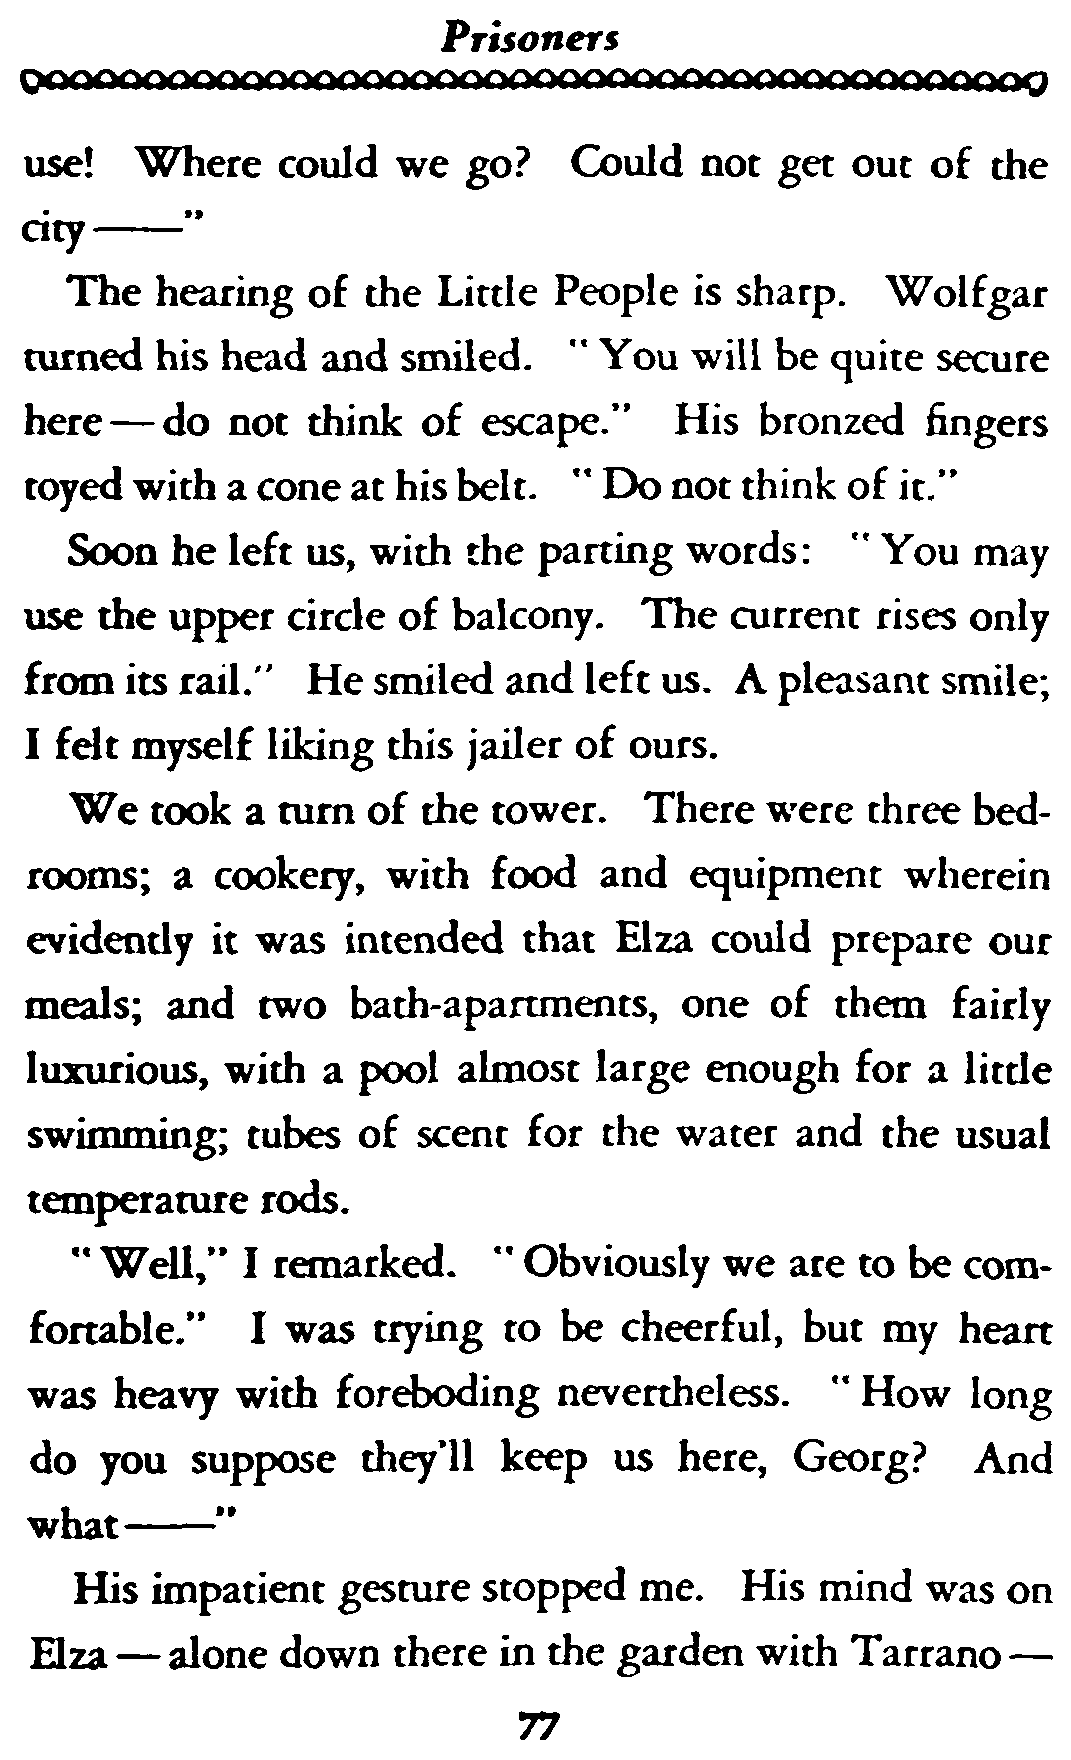 Prisoners
use! Where could we go? Could not get out of the
city——"
The hearing of the Little People is sharp. Wolfgar
turned his head and smiled. "You will be quite secure
here—do not think of escape." His bronzed fingers
toyed with a cone at his belt. "Do not think of it."
Soon he left us, with the parting words: "You may
use the upper circle of balcony. The current rises only
from its rail." He smiled and left us. A pleasant smile;
I felt myself liking this jailer of ours.
We took a turn of the tower. There were three bed-
rooms; a cookery, with food and equipment wherein
evidently it was intended that Elza could prepare our
meals; and two bath-apartments, one of them fairly
luxurious, with a pool almost large enough for a little
swimming; tubes of scent for the water and the usual
temperature rods.
"Well," I remarked. "Obviously we are to be com-
fortable." I was trying to be cheerful, but my heart
was heavy with foreboding nevertheless. "How long
do you suppose they'll keep us here, Georg? And
what——"
His impatient gesture stopped me. His mind was on
Elza—alone down there in the garden with Tarrano—
77